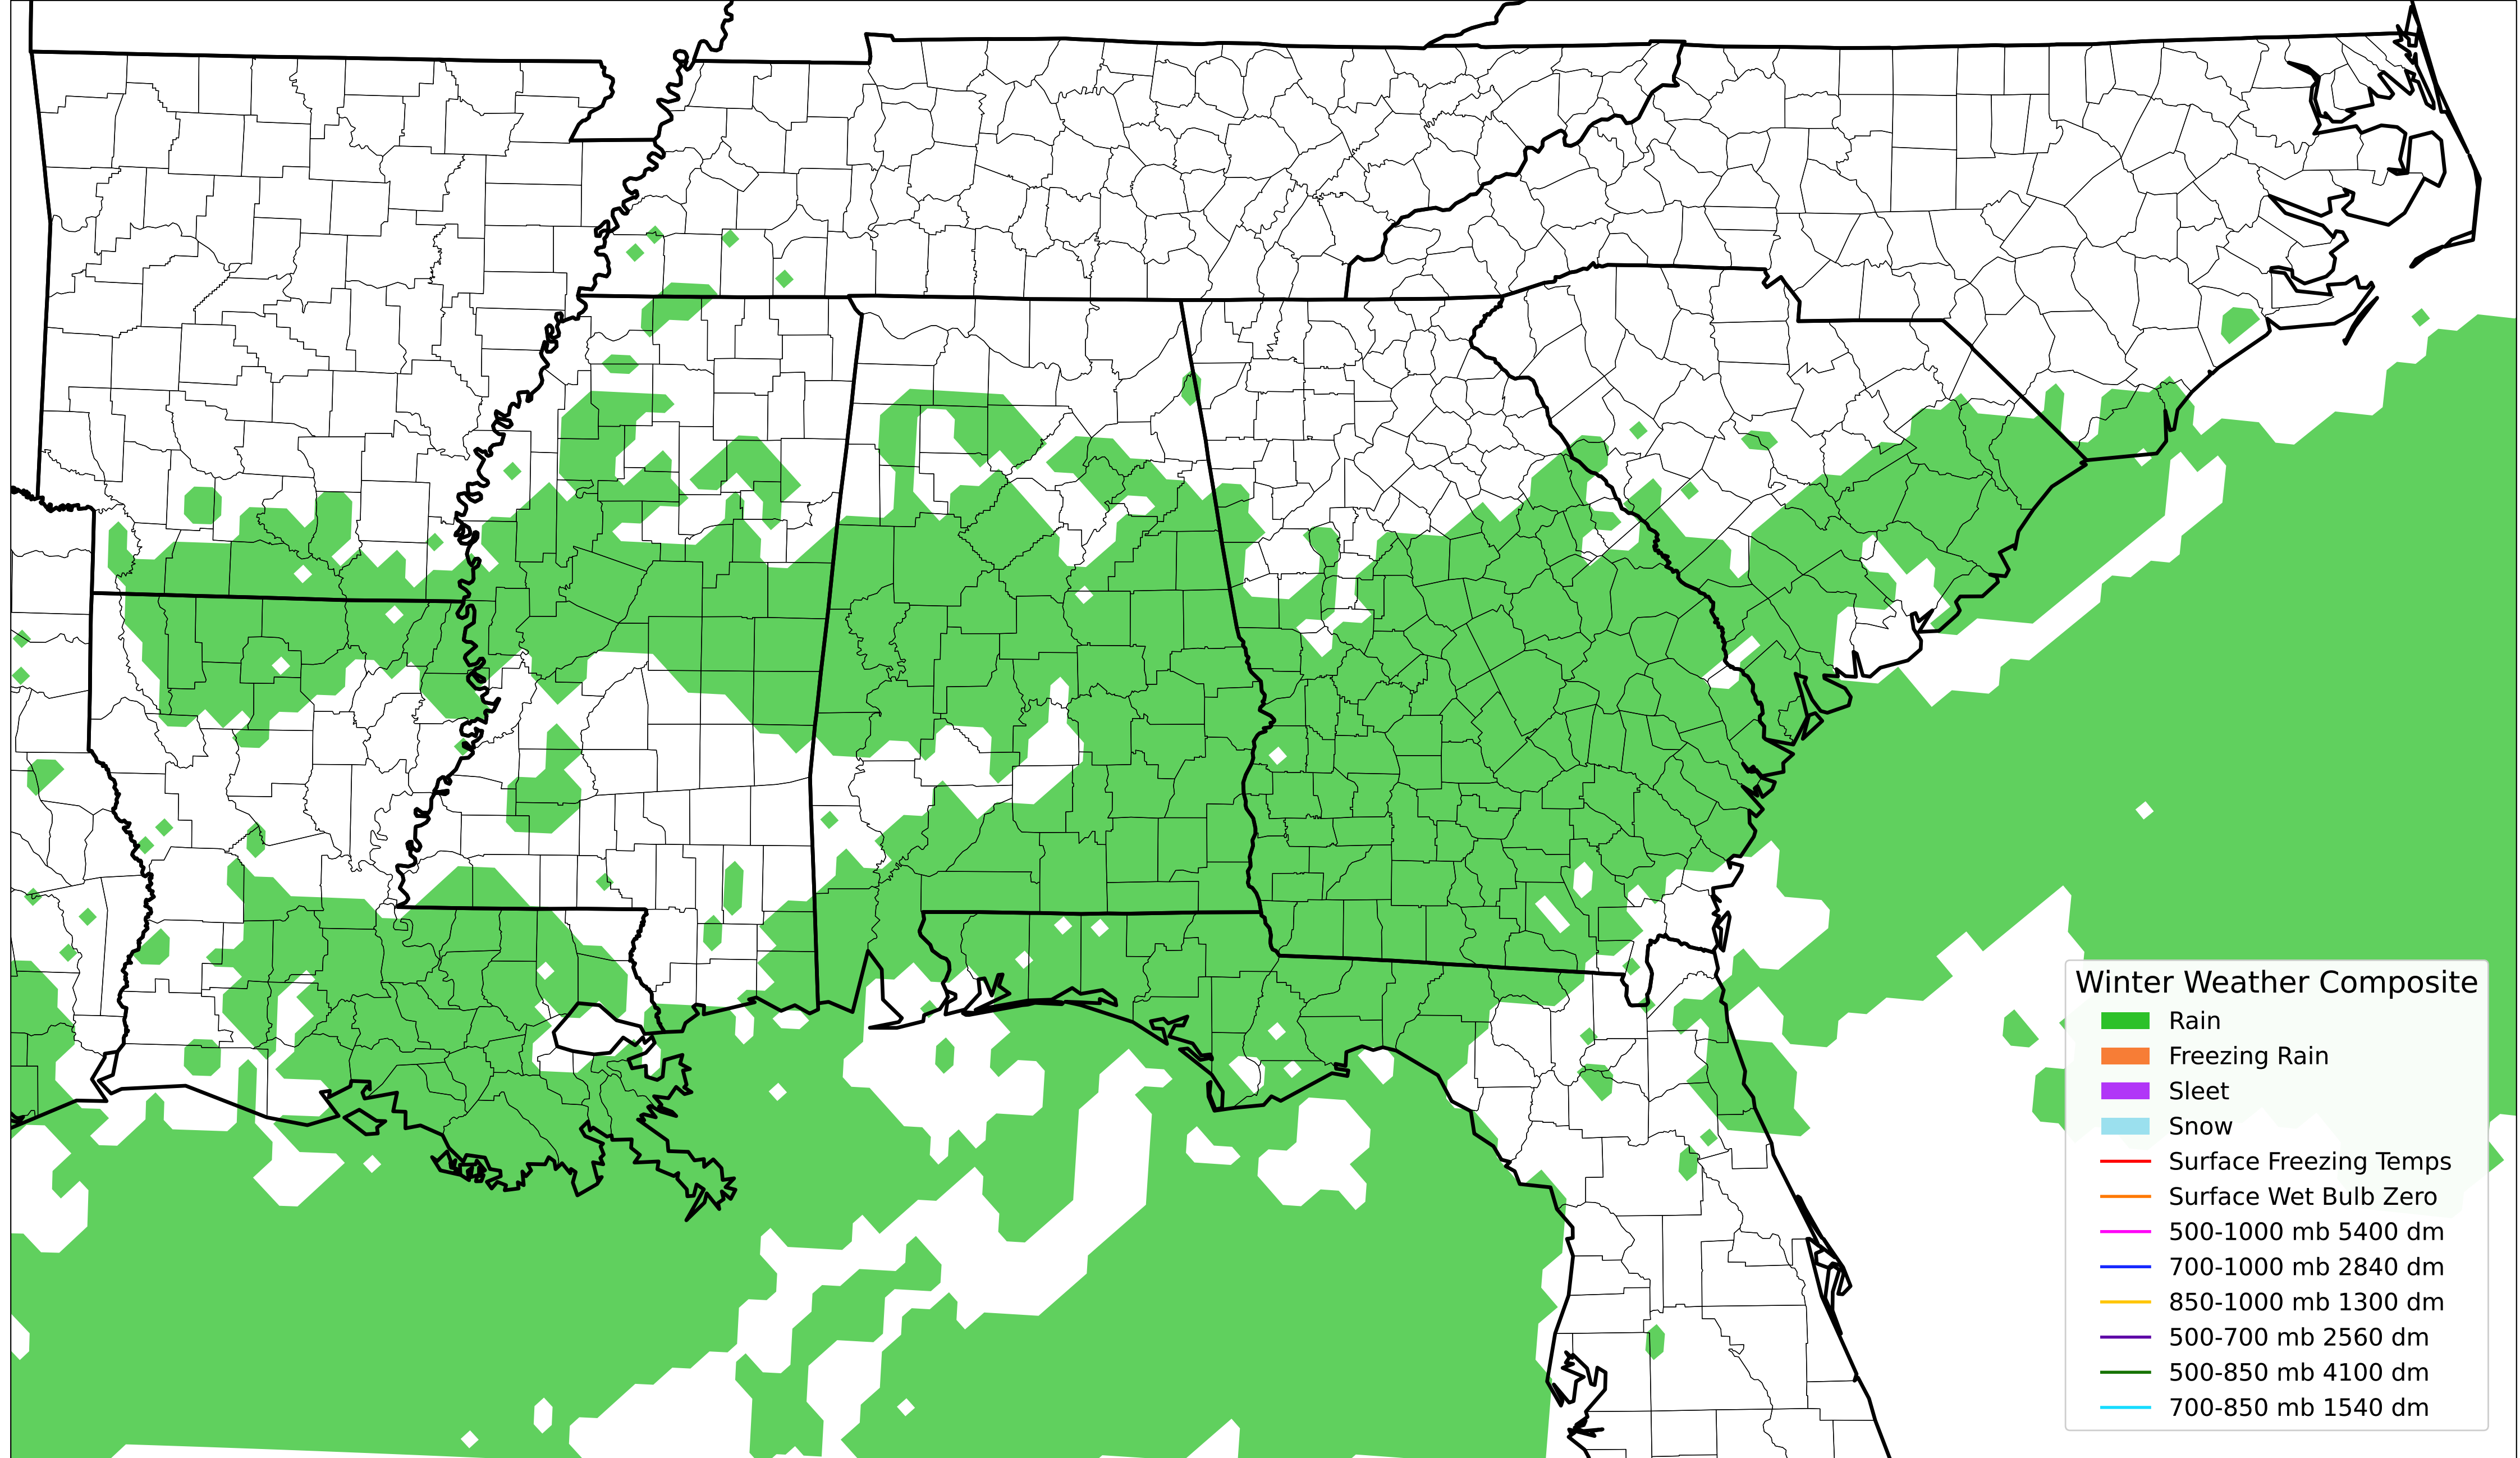 Winter Weather Composite
Rain
Freezing Rain
Sleet
Snow
Surface Freezing Temps
Surface Wet Bulb Zero
500-1000 mb 5400 dm
700-1000 mb 2840 dm
850-1000 mb 1300 dm
500-700 mb 2560 dm
500-850 mb 4100 dm
700-850 mb 1540 dm